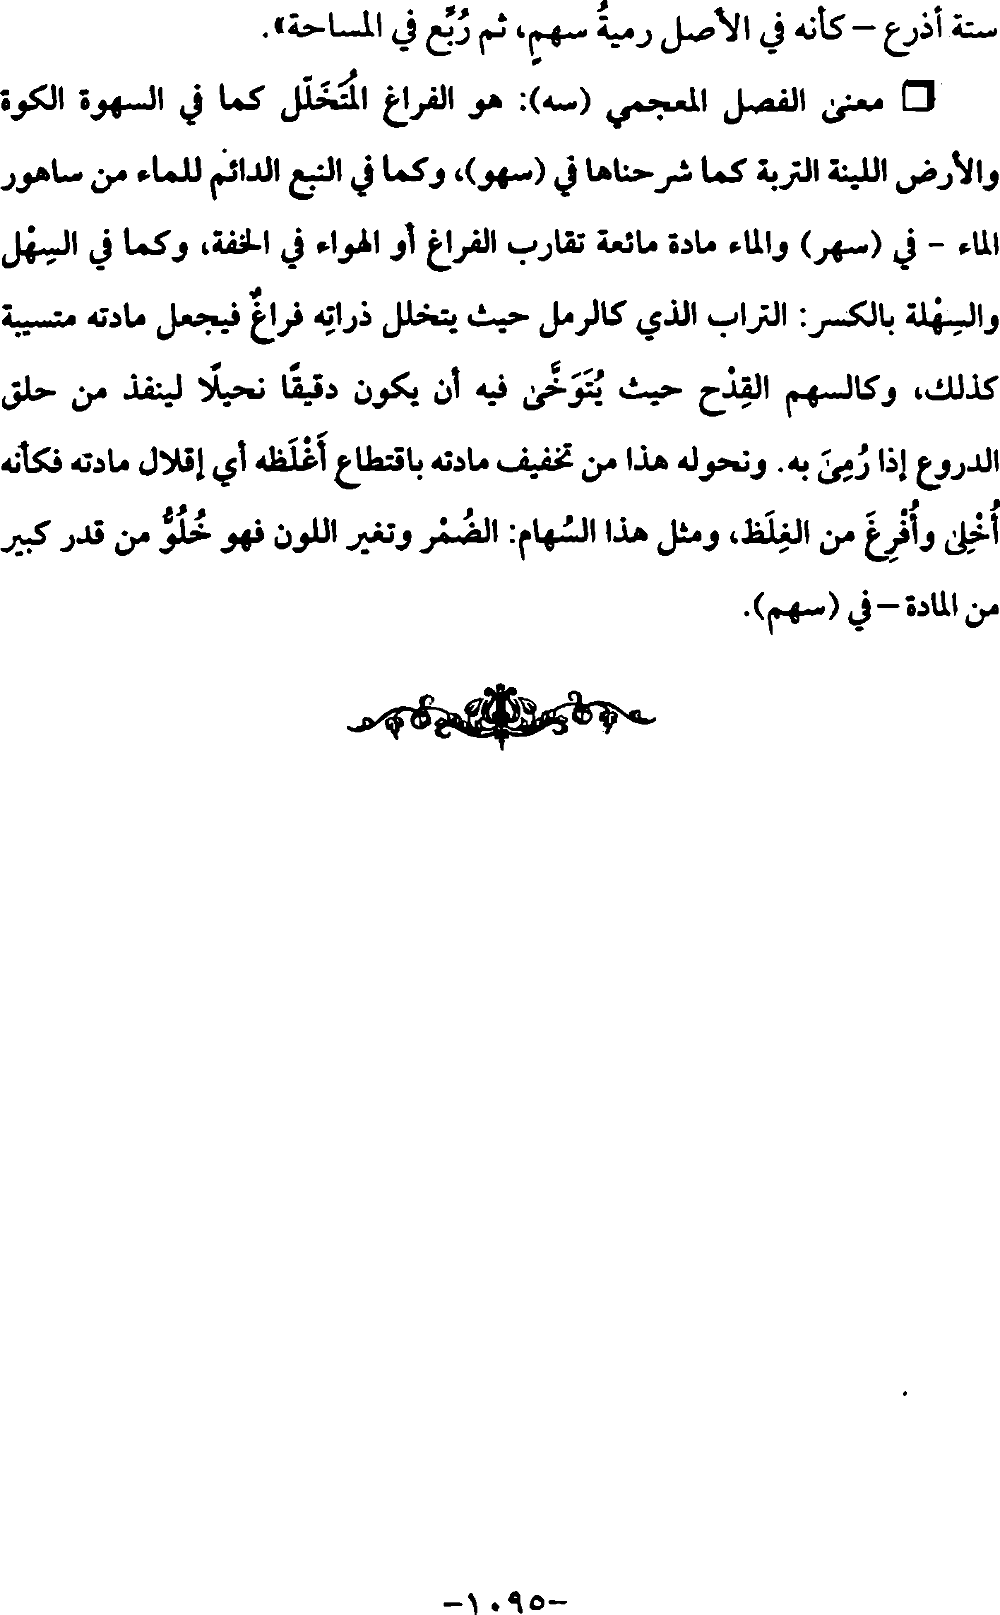 ستة أذرع – كأنه في الأصل رميةُ سهمٍ، ثم رُبِّع في المساحة».
❑ معنى الفصل المعجمي (سه): هو الفراغ المُتَخَلّل كما في السهوة الكوة
والأرض اللينة التربة كما شرحناها في (سهو)، وكما في النبع الدائم للماء من ساهور
الماء - في (سهر) والماء مادة مائعة تقارب الفراغ أو الهواء في الخفة، وكما في السِهْل
والسِهْلة بالكسر: التراب الذي كالرمل حيث يتخلل ذراتِه فراغٌ فيجعل مادته متسيبة
كذلك، وكالسهم القِدْح حيث يُتَوَخَّى فيه أن يكون دقيقًا نحيلًا لينفذ من حلق
الدروع إذا رُمِيَ به. ونحوله هذا من تخفيف مادته باقتطاع أَغْلَظه أي إقلال مادته فكأنه
أُخْلِىَ وأُفْرِغَ من الغِلَظ، ومثل هذا السُهام: الضُمْر وتغير اللون فهو خُلُوٌّ من قدر كبير
من المادة – في (سهم).
-١٠٩٥-